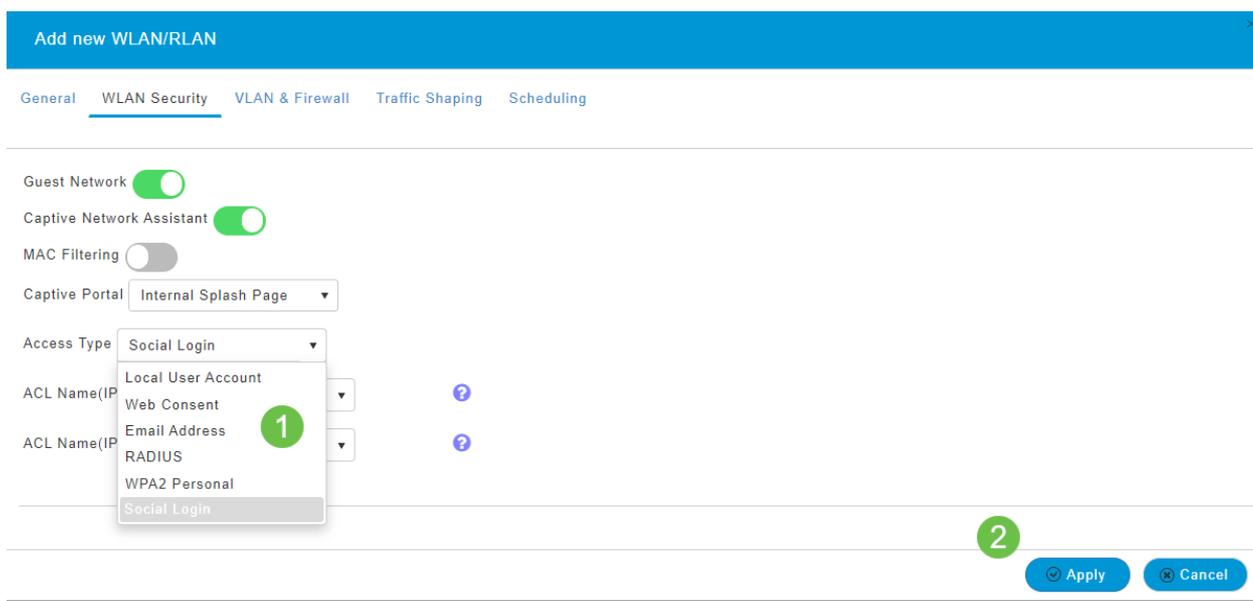 Add new WLAN/RLAN
General WLAN Security VLAN & Firewall Traffic Shaping Scheduling
Guest Network
Captive Network Assistant
MAC Filtering
Captive Portal Internal Splash Page
Access Type Social Login
Local User Account
ACL Name(IP
Web Consent
Email Address
1
ACL Name(IP
RADIUS
WPA2 Personal
Social Login
2
Apply Cancel